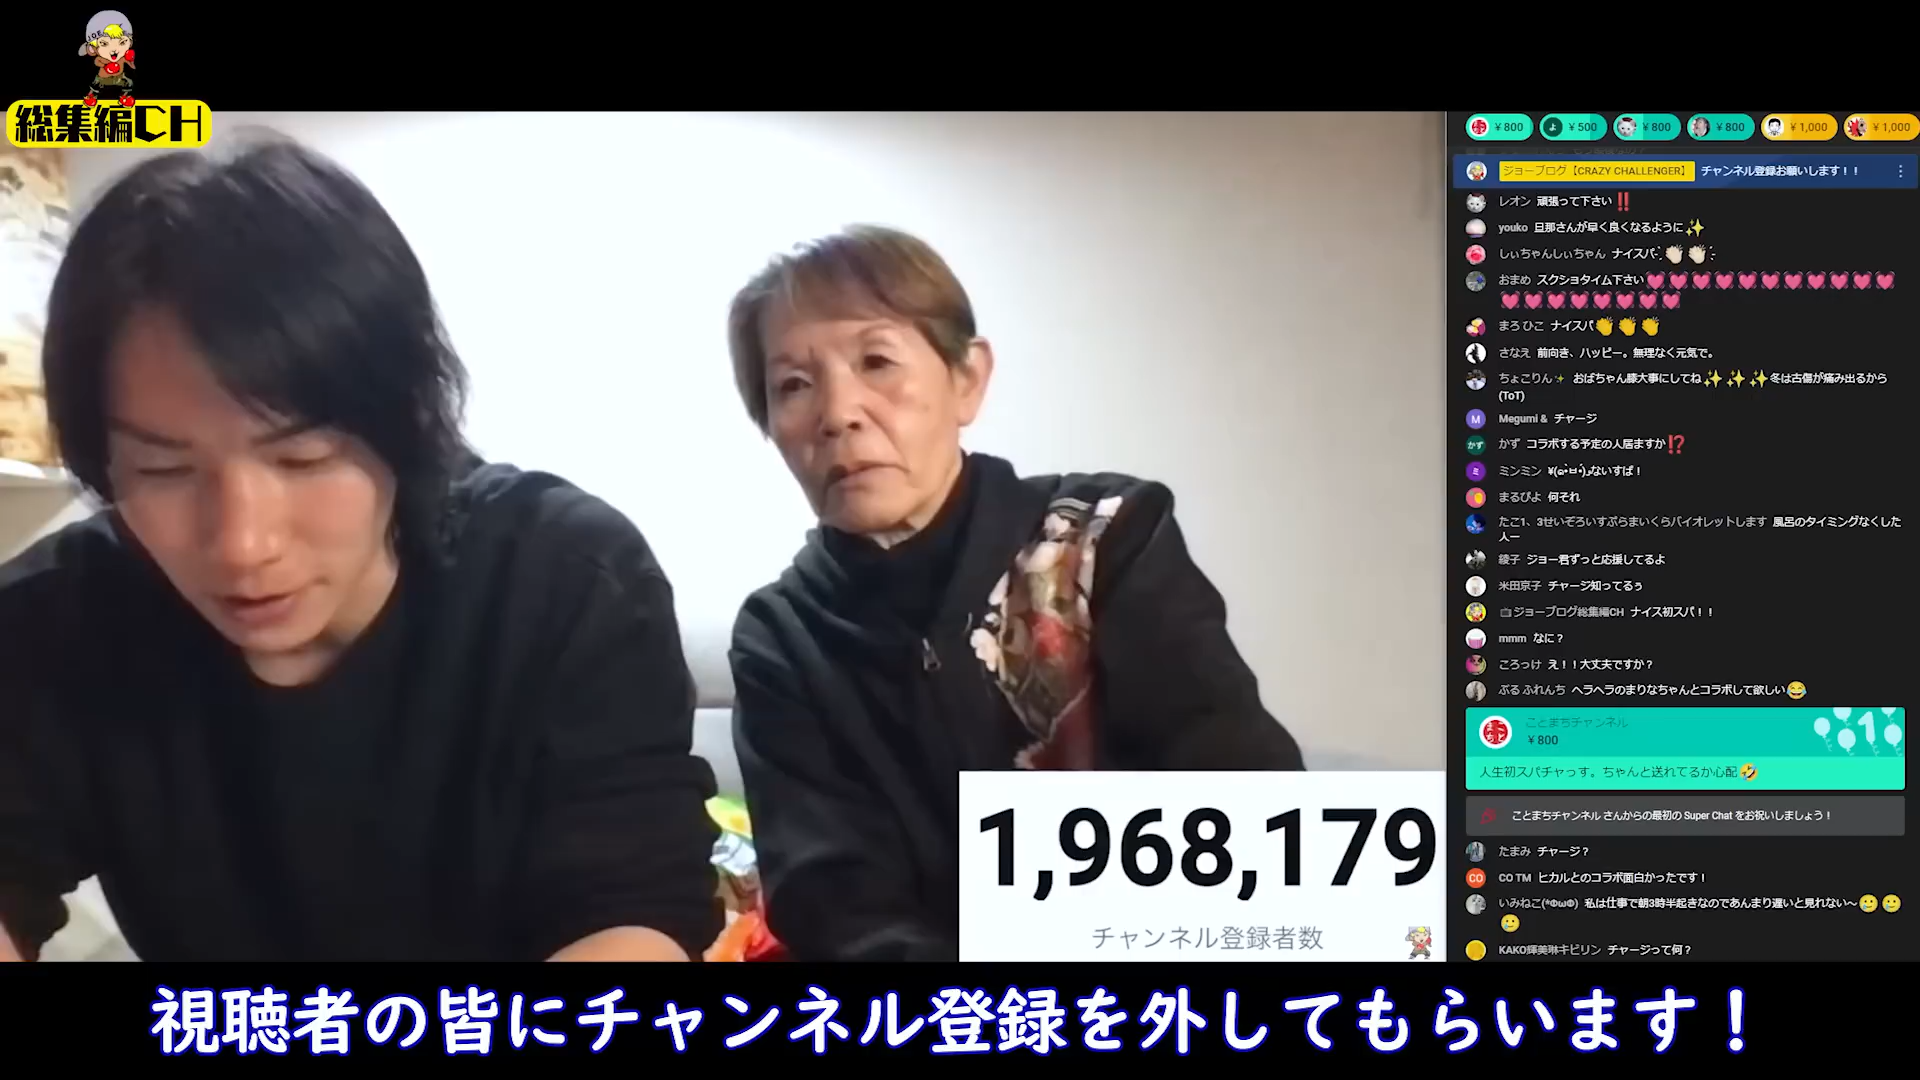 JOE
総集編CH
¥800
¥500
¥800
¥800
¥1,000
¥1,000
ジョーブログ【CRAZY CHALLENGER】 チャンネル登録お願いします!!
レオン 頑張って下さい‼️
youko 旦那さんが早く良くなるように✨
しぃちゃんしぃちゃん ナイスパ👏🏻👏🏻
おまめ スクショタイム下さい💓💓💓💓💓💓💓💓💓💓💓
💓💓💓💓💓💓💓💓
まろ ひこ ナイスパ👏👏👏
さなえ 前向き、ハッピー。無理なく元気で。
ちょこりん✨ おばちゃん膝大事にしてね✨✨✨冬は古傷が痛み出るから
(ToT)
M Megumi & チャージ
かず かず コラボする予定の人居ますか⁉️
ミ ミンミン
ないすぱ!
まるぴよ 何それ
たこ1、3せいぞろいすぷらまいくらバイオレットします 風呂のタイミングなくした
人ー
綾子 ジョー君ずっと応援してるよ
米田京子 チャージ知ってるぅ
ジョーブログ総集編CH ナイス初スパ!!
mmm なに?
ころっけ え!!大丈夫ですか?
ぶる ふれんち ヘラヘラのまりなちゃんとコラボして欲しい😂
ことまちチャンネル
¥800
人生初スパチャっす。ちゃんと送れてるか心配🤣
ことまちチャンネル さんからの最初の Super Chat をお祝いしましょう!
たまみ チャージ?
CO CO TM ヒカルとのコラボ面白かったです!
いみねこ(*ΦωΦ) 私は仕事で朝3時半起きなのであんまり遅いと見れない〜🥲🥲
🥲
KAKO輝美琳キビリン チャージって何?
1,968,179
チャンネル登録者数
視聴者の皆にチャンネル登録を外してもらいます!